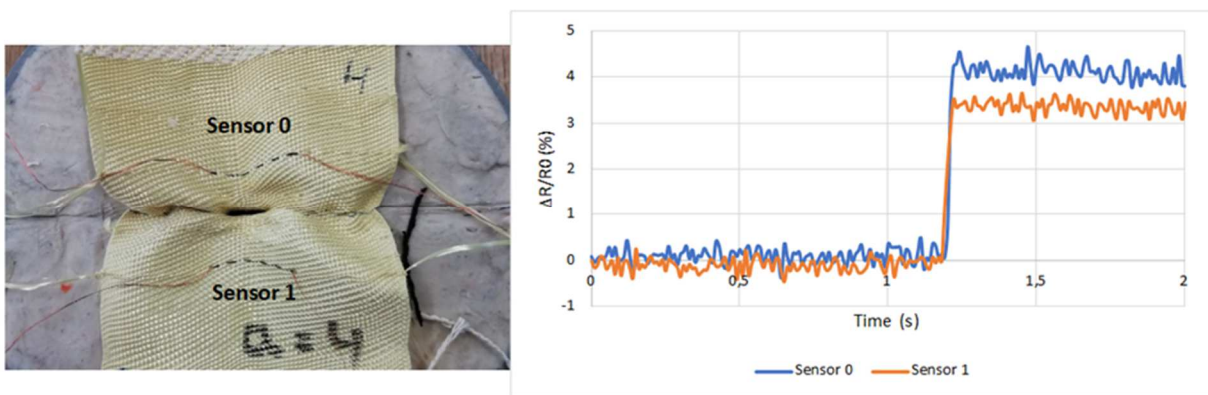 Sensor 0
Sensor 1
a = 4
5
4
3
2
1
0
-1
ΔR/R0 (%)
0 0,5 1 1,5 2
Time (s)
Sensor 0 Sensor 1